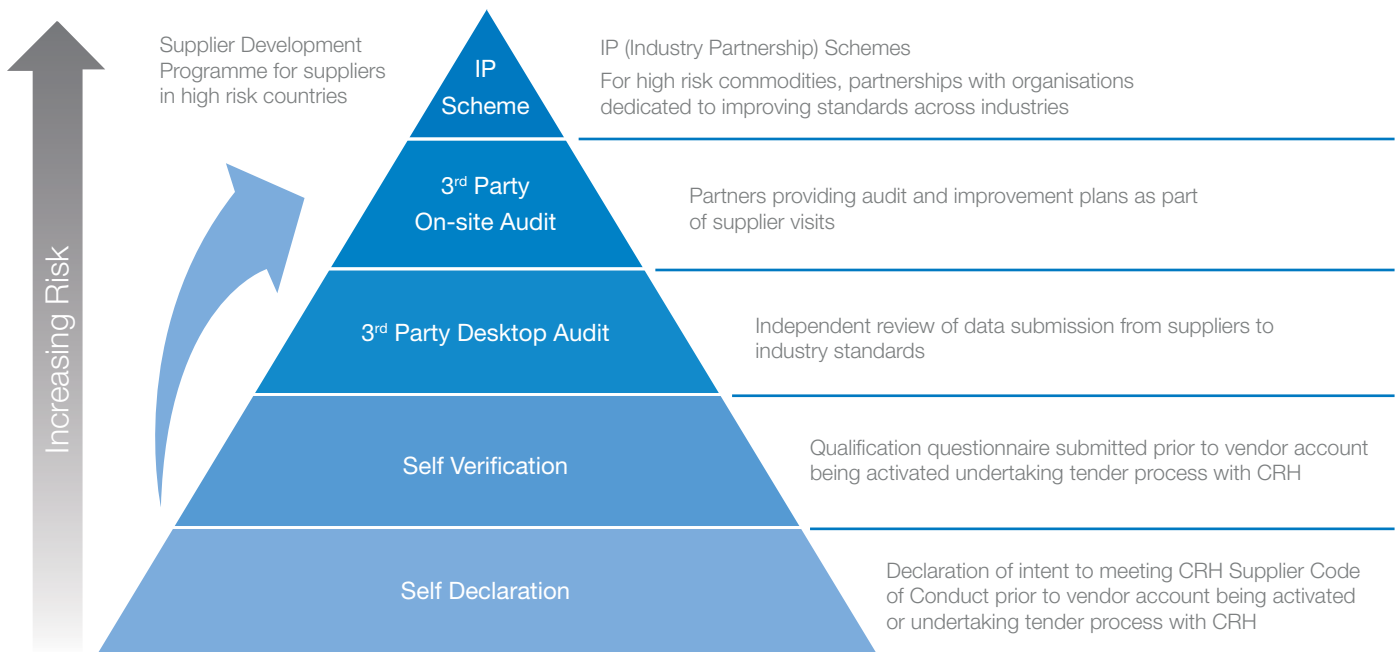 Increasing Risk
Supplier Development
Programme for suppliers
in high risk countries
IP
Scheme
IP (Industry Partnership) Schemes
For high risk commodities, partnerships with organisations
dedicated to improving standards across industries
3rd Party
On-site Audit
Partners providing audit and improvement plans as part
of supplier visits
3rd Party Desktop Audit
Independent review of data submission from suppliers to
industry standards
Self Verification
Qualification questionnaire submitted prior to vendor account
being activated undertaking tender process with CRH
Self Declaration
Declaration of intent to meeting CRH Supplier Code
of Conduct prior to vendor account being activated
or undertaking tender process with CRH